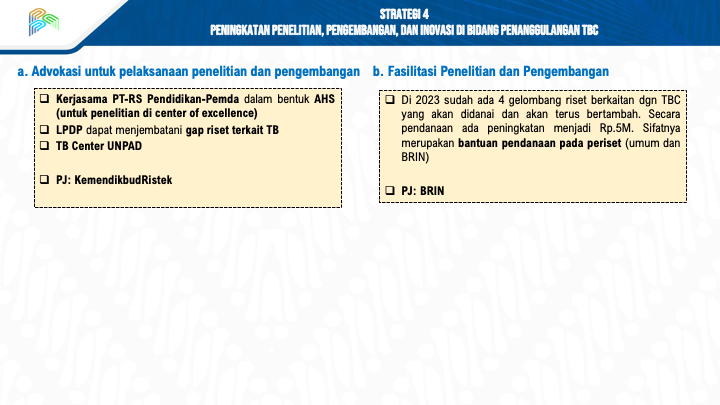 STRATEGI 4
PENINGKATAN PENELITIAN, PENGEMBANGAN, DAN INOVASI DI BIDANG PENANGGULANGAN TBC
a. Advokasi untuk pelaksanaan penelitian dan pengembangan
❑ Kerjasama PT-RS Pendidikan-Pemda dalam bentuk AHS
(untuk penelitian di center of excellence)
❑ LPDP dapat menjembatani gap riset terkait TB
❑ TB Center UNPAD
❑ PJ: KemendikbudRistek
b. Fasilitasi Penelitian dan Pengembangan
❑ Di 2023 sudah ada 4 gelombang riset berkaitan dgn TBC
yang akan didanai dan akan terus bertambah. Secara
pendanaan ada peningkatan menjadi Rp.5M. Sifatnya
merupakan bantuan pendanaan pada periset (umum dan
BRIN)
❑ PJ: BRIN